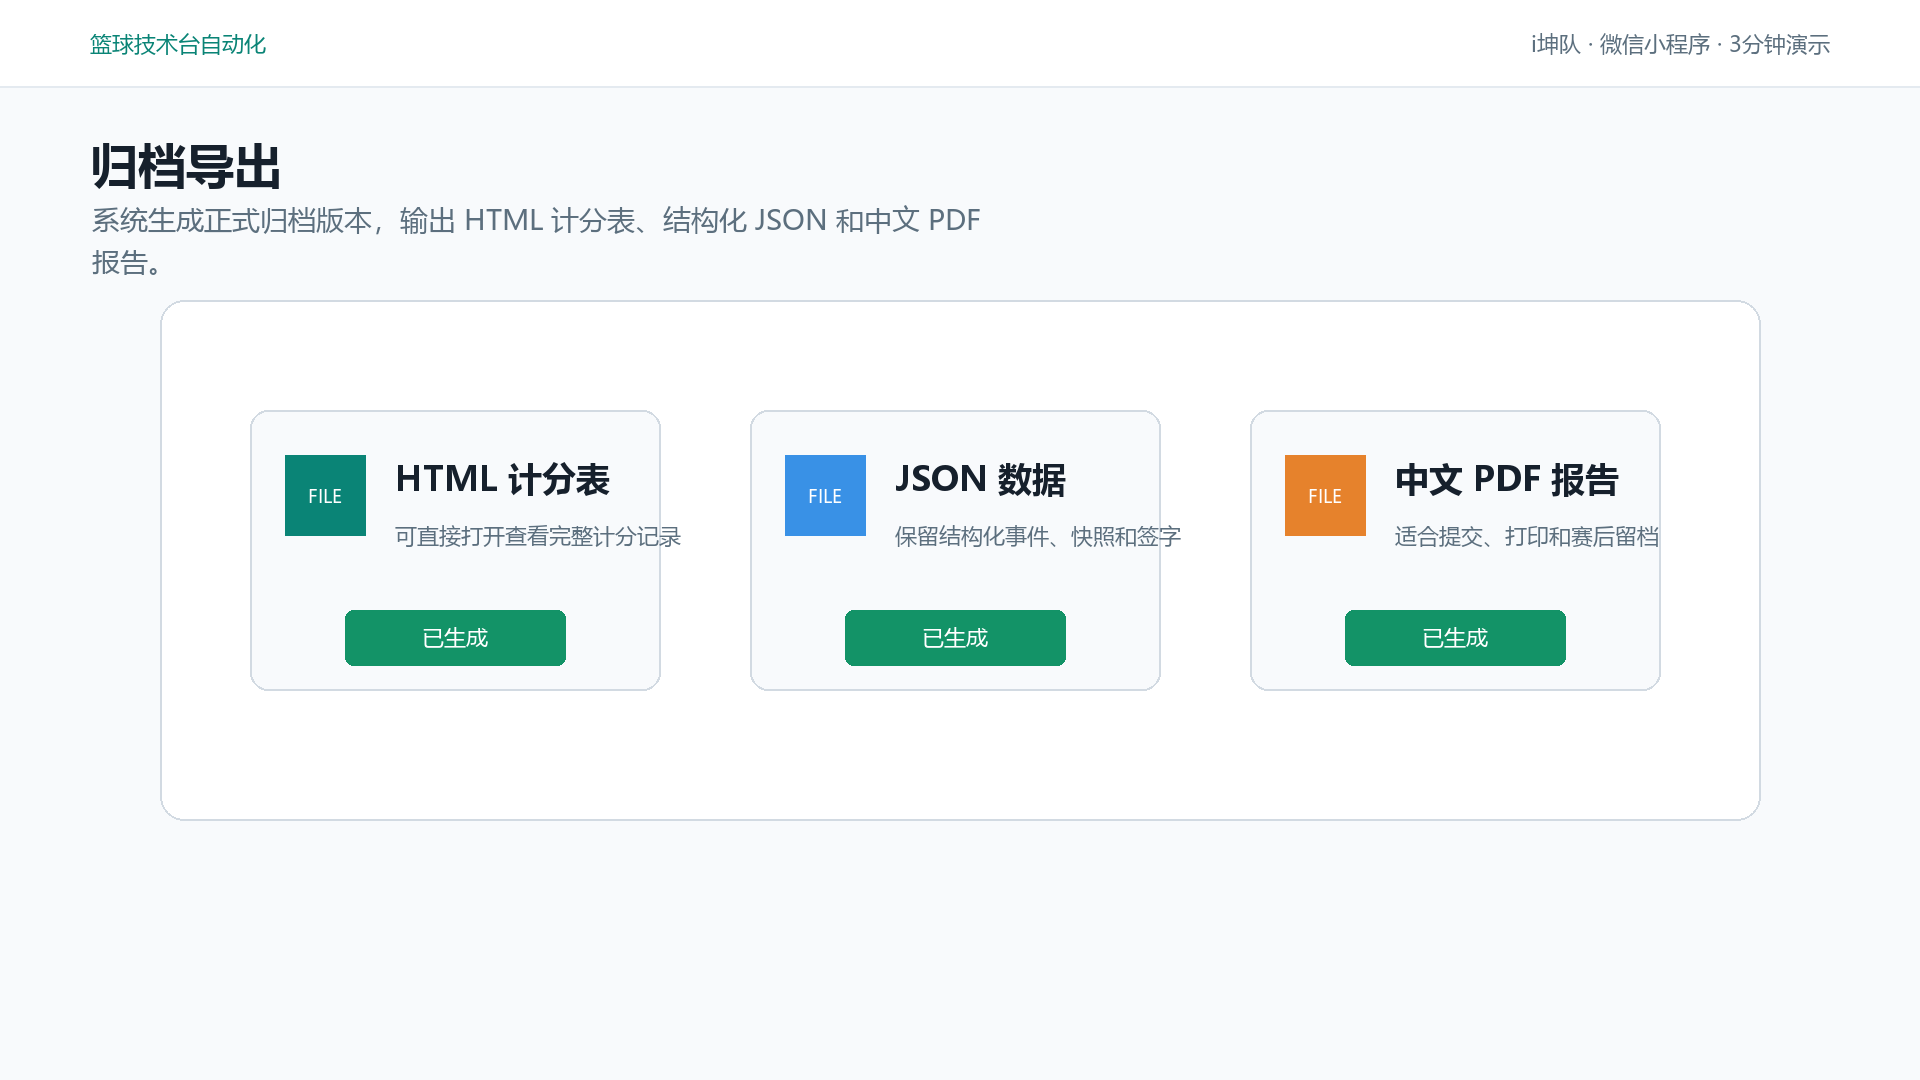 篮球技术台自动化
i坤队 · 微信小程序 · 3分钟演示
归档导出
系统生成正式归档版本，输出 HTML 计分表、结构化 JSON 和中文 PDF
报告。
FILE
HTML 计分表
可直接打开查看完整计分记录
已生成
FILE
JSON 数据
保留结构化事件、快照和签字
已生成
FILE
中文 PDF 报告
适合提交、打印和赛后留档
已生成